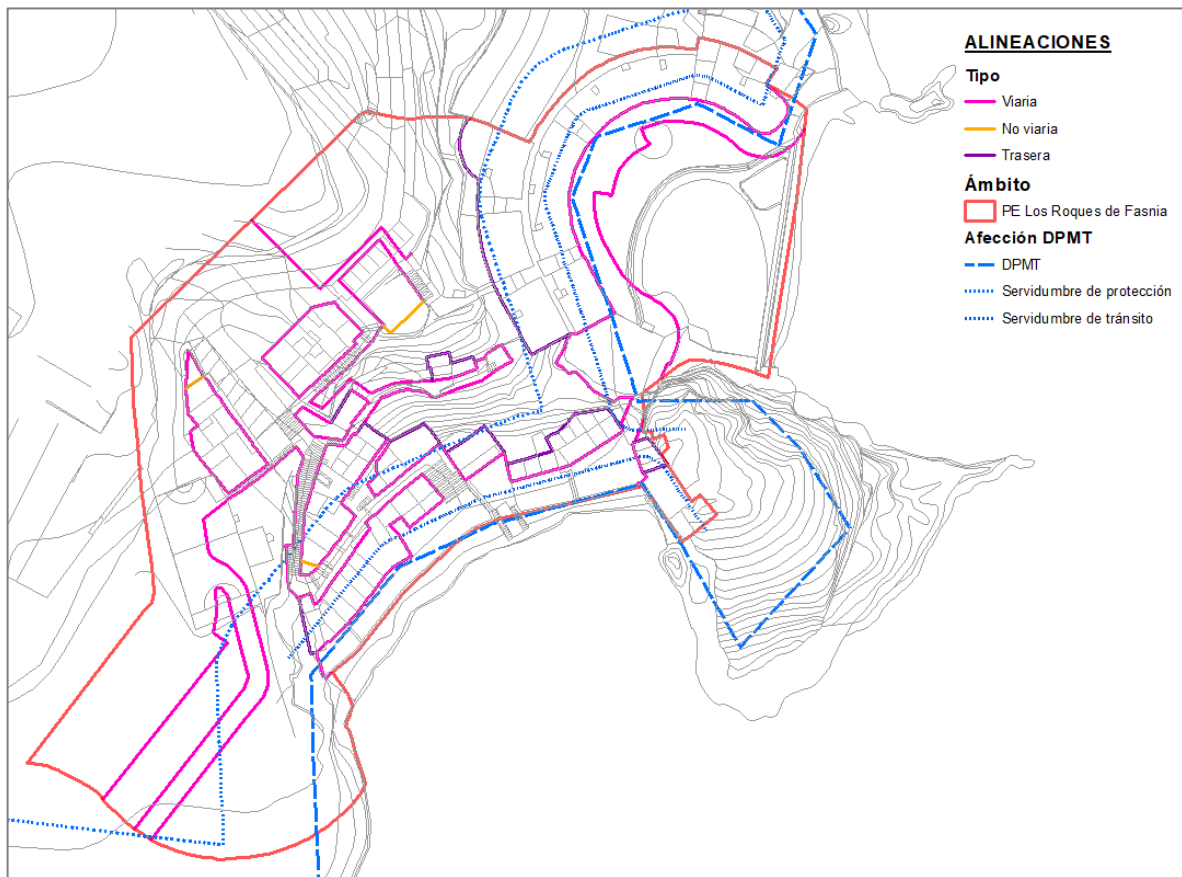 ALINEACIONES
Tipo
Viaria
No viaria
Trasera
Ámbito
PE Los Roques de Fasnia
Afección DPMT
DPMT
Servidumbre de protección
Servidumbre de tránsito